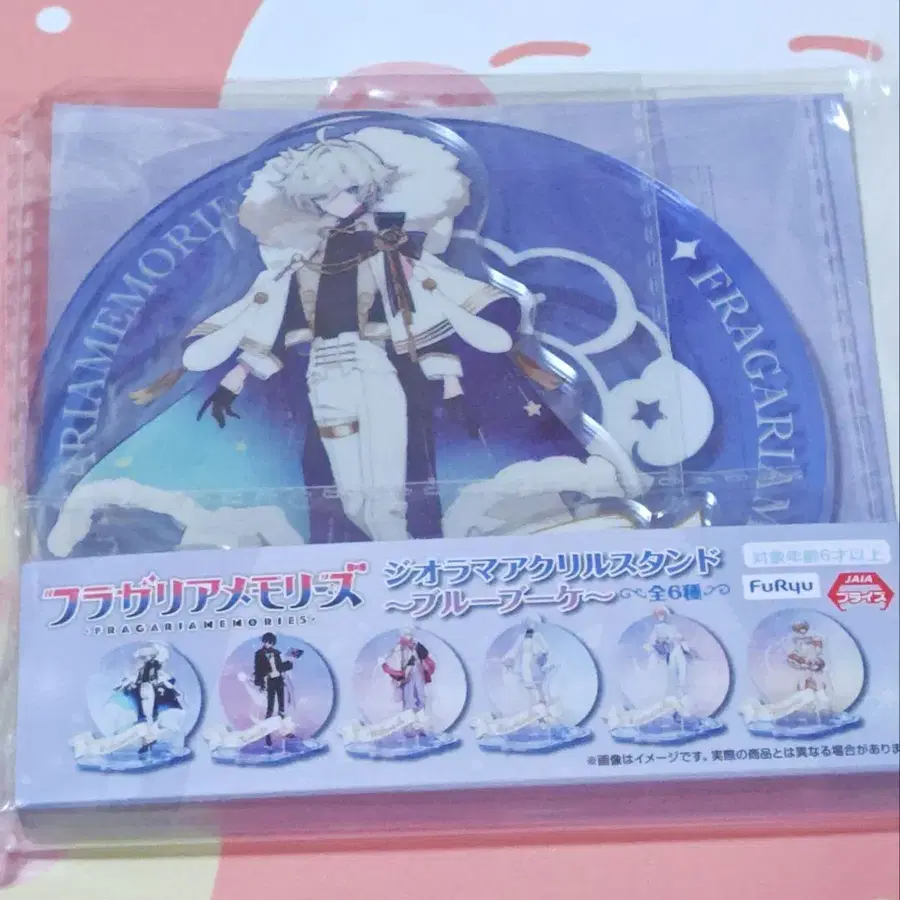 ARIAMEMORIES
FRAGARIAM
フラガリアメモリーズ
・FRAGARIAMEMORIES・
ジオラマアクリルスタンド
～ブルーブーケ～ 全6種
対象年齢6才以上
FuRyu
JAIA
プライズ
※画像はイメージです。実際の商品とは異なる場合がありま